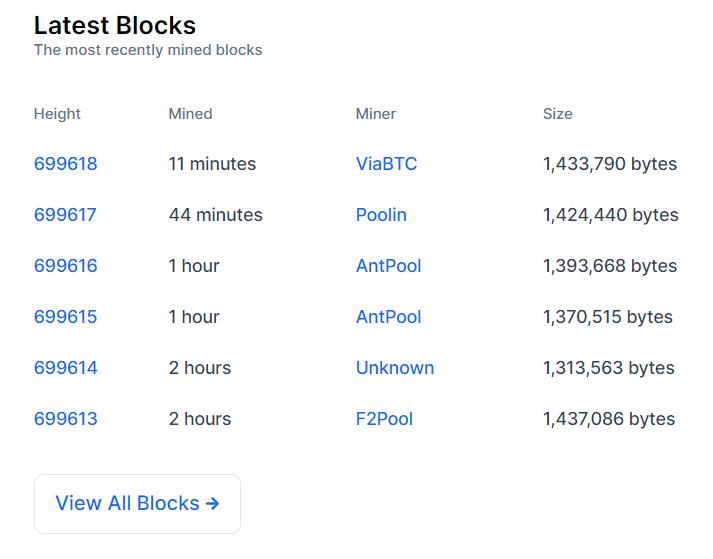 Latest Blocks
The most recently mined blocks
Height Mined Miner Size
699618 11 minutes ViaBTC 1,433,790 bytes
699617 44 minutes Poolin 1,424,440 bytes
699616 1 hour AntPool 1,393,668 bytes
699615 1 hour AntPool 1,370,515 bytes
699614 2 hours Unknown 1,313,563 bytes
699613 2 hours F2Pool 1,437,086 bytes
View All Blocks →